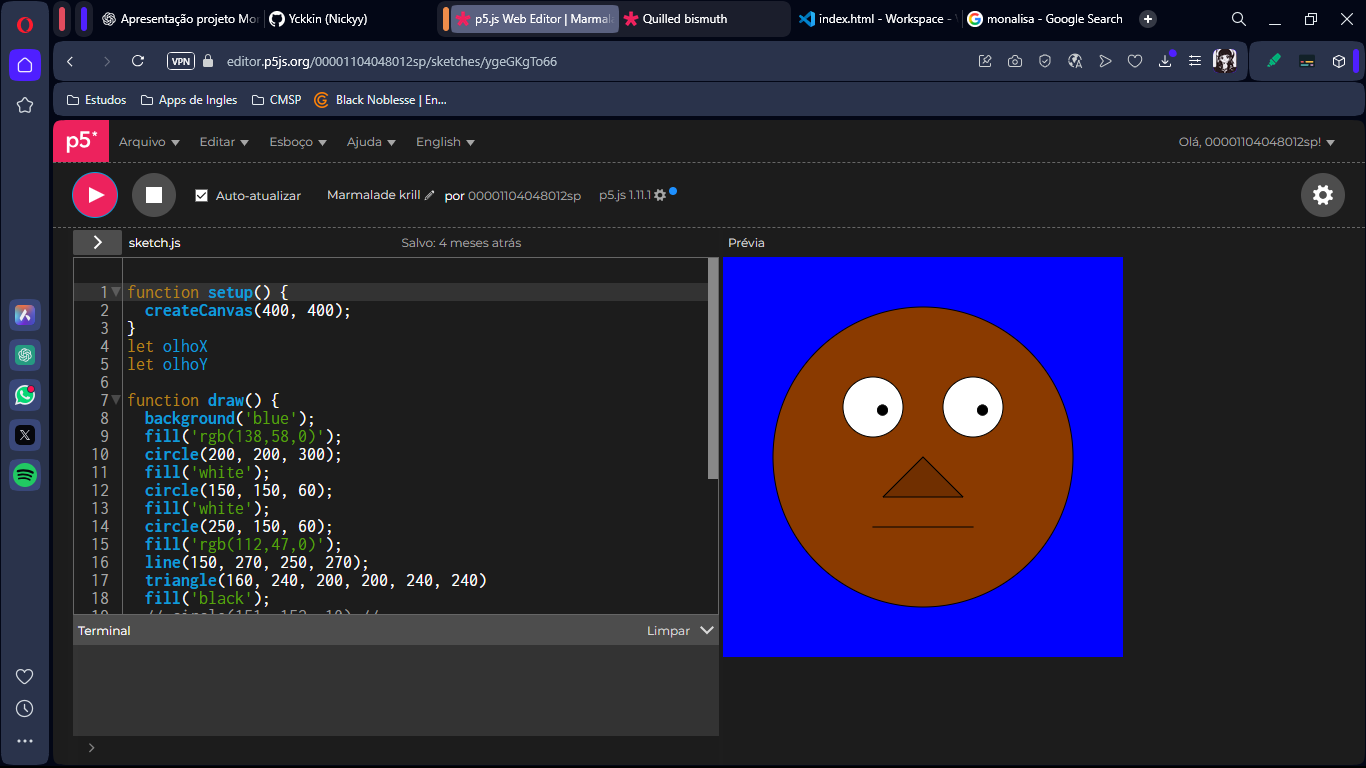 Apresentação projeto Mor
Yckkin (Nickyy)
p5.js Web Editor | Marmala
Quilled bismuth
index.html - Workspace -
monalisa - Google Search
VPN
editor.p5js.org/00001104048012sp/sketches/ygeGKgTo66
Estudos
Apps de Ingles
CMSP
Black Noblesse | En...
p5*
Arquivo
Editar
Esboço
Ajuda
English
Olá, 00001104048012sp!
Auto-atualizar
Marmalade krill
por 00001104048012sp
p5.js 1.11.1
sketch.js
Salvo: 4 meses atrás
Prévia
1 function setup() {
2 createCanvas(400, 400);
3 }
4 let olhoX
5 let olhoY
6
7 function draw() {
8 background('blue');
9 fill('rgb(138,58,0)');
10 circle(200, 200, 300);
11 fill('white');
12 circle(150, 150, 60);
13 fill('white');
14 circle(250, 150, 60);
15 fill('rgb(112,47,0)');
16 line(150, 270, 250, 270);
17 triangle(160, 240, 200, 200, 240, 240)
18 fill('black');
Terminal
Limpar